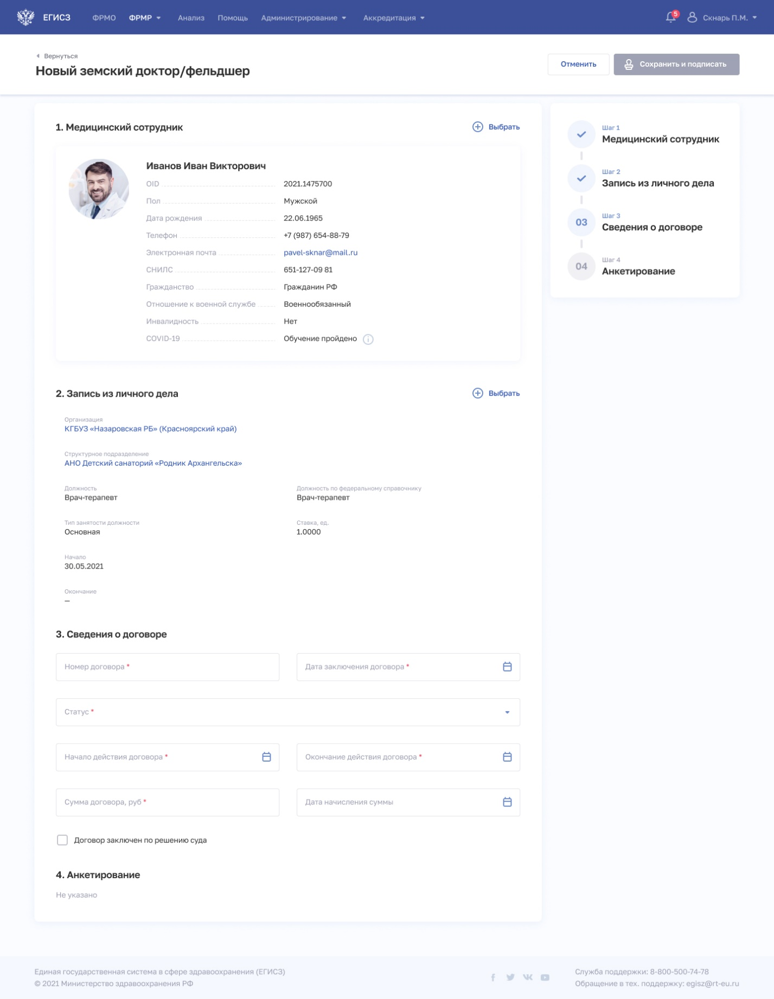 ЕГИСЗ
ФРМО
ФРМР
Анализ
Помощь
Администрирование
Аккредитация
5
Скнарь П.М.
Вернуться
Новый земский доктор/фельдшер
Отменить
Сохранить и подписать
1. Медицинский сотрудник
Выбрать
Иванов Иван Викторович
OID 2021.1475700
Пол Мужской
Дата рождения 22.06.1965
Телефон +7 (987) 654-88-79
Электронная почта pavel-sknar@mail.ru
СНИЛС 651-127-09 81
Гражданство Гражданин РФ
Отношение к военной службе Военнообязанный
Инвалидность Нет
COVID-19 Обучение пройдено
2. Запись из личного дела
Выбрать
Организация
КГБУЗ «Назаровская РБ» (Красноярский край)
Структурное подразделение
АНО Детский санаторий «Родник Архангельска»
Должность
Врач-терапевт
Должность по федеральному справочнику
Врач-терапевт
Тип занятости должности
Основная
Ставка, ед.
1.0000
Начало
30.05.2021
Окончание
—
3. Сведения о договоре
Номер договора *
Дата заключения договора *
Статус *
Начало действия договора *
Окончание действия договора *
Сумма договора, руб *
Дата начисления суммы
Договор заключен по решению суда
4. Анкетирование
Не указано
Шаг 1
Медицинский сотрудник
Шаг 2
Запись из личного дела
03
Шаг 3
Сведения о договоре
04
Шаг 4
Анкетирование
Единая государственная система в сфере здравоохранения (ЕГИСЗ)
© 2021 Министерство здравоохранения РФ
Служба поддержки: 8-800-500-74-78
Обращение в тех. поддержку: egisz@rt-eu.ru